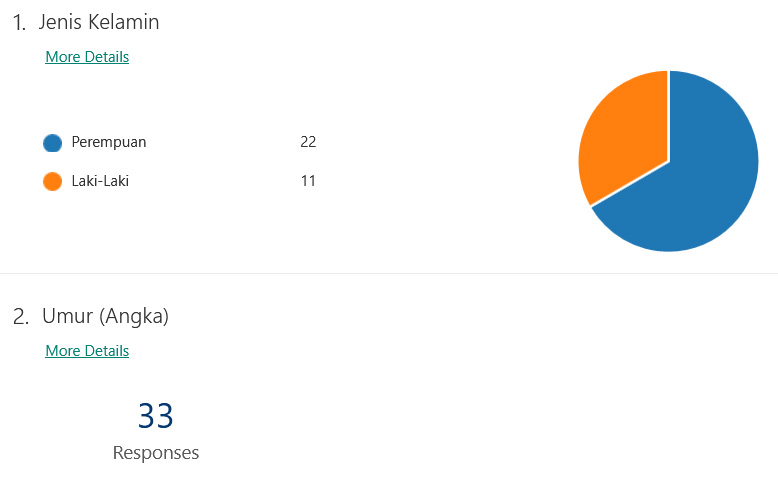 1. Jenis Kelamin
More Details
Perempuan 22
Laki-Laki 11
2. Umur (Angka)
More Details
33
Responses